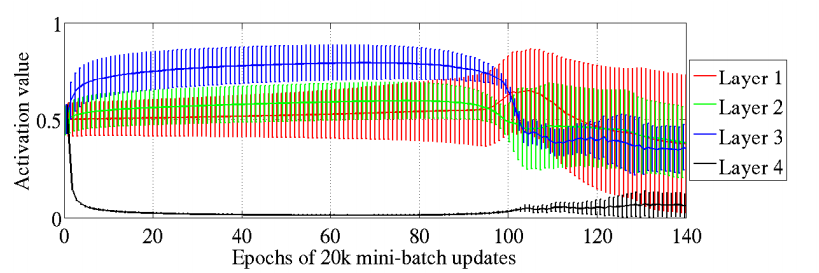 1
0.5
0
Activation value
0
20
40
60
80
100
120
140
Epochs of 20k mini-batch updates
Layer 1
Layer 2
Layer 3
Layer 4